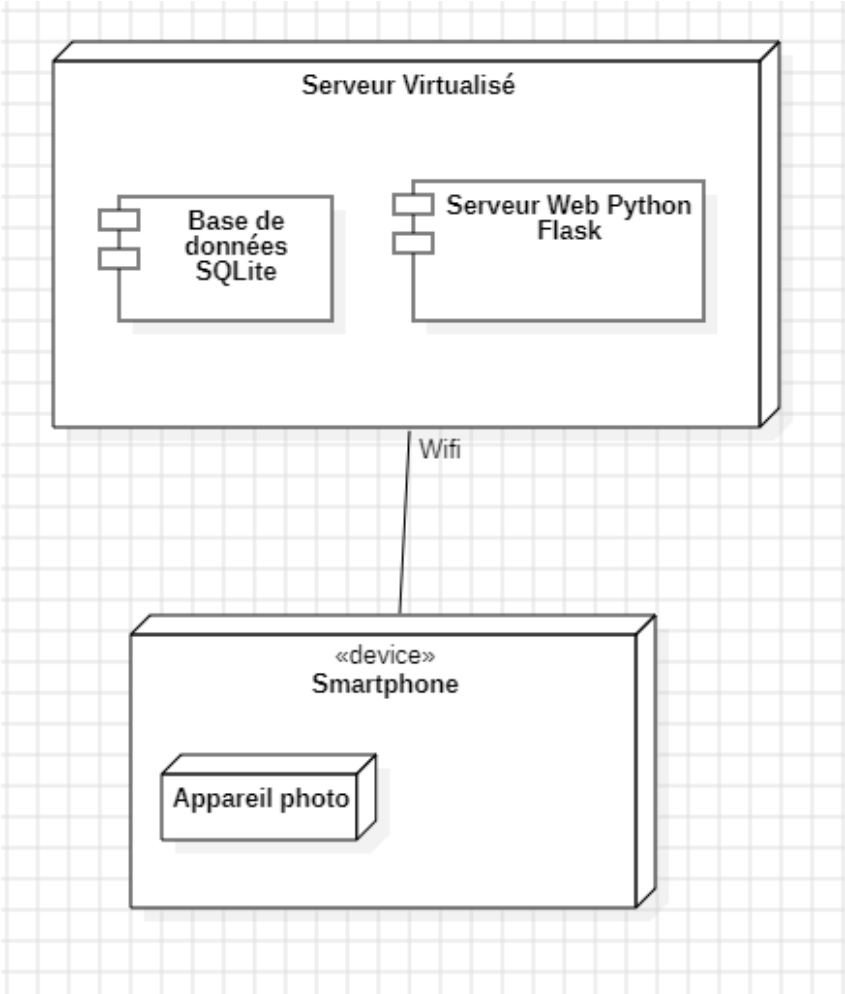 Serveur Virtualisé
Base de
données
SQLite
Serveur Web Python
Flask
Wifi
«device»
Smartphone
Appareil photo